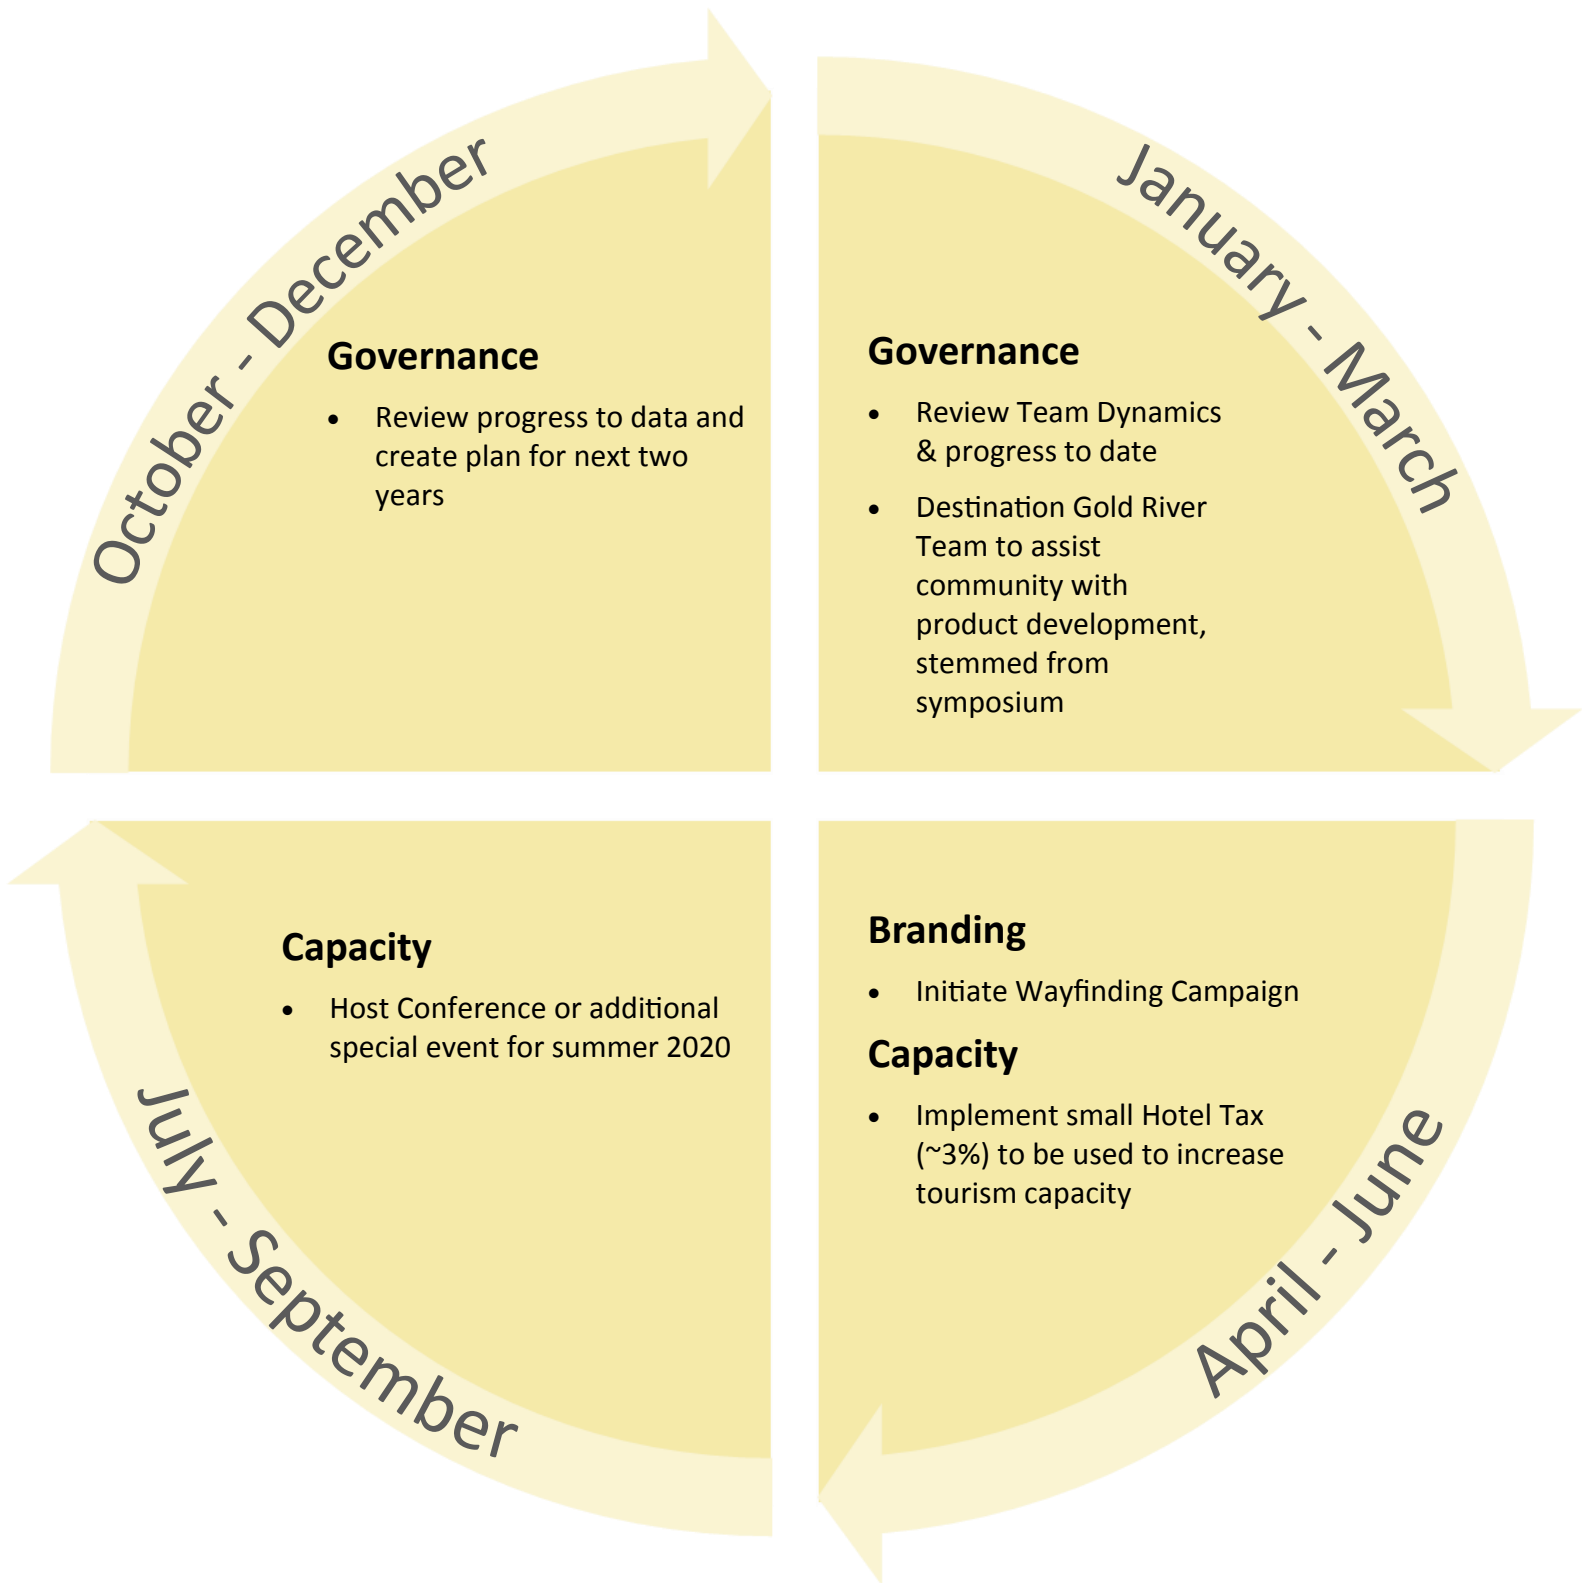 October - December
Governance
• Review progress to data and
create plan for next two
years
January - March
Governance
• Review Team Dynamics
& progress to date
• Destination Gold River
Team to assist
community with
product development,
stemmed from
symposium
April - June
Branding
• Initiate Wayfinding Campaign
Capacity
• Implement small Hotel Tax
(~3%) to be used to increase
tourism capacity
July - September
Capacity
• Host Conference or additional
special event for summer 2020